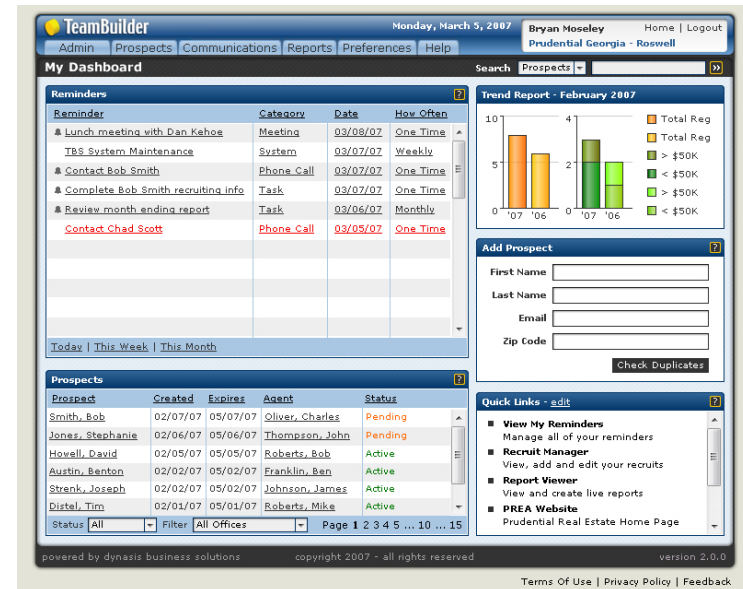 TeamBuilder
Monday, March 5, 2007
Bryan Moseley Home | Logout
Prudential Georgia - Roswell
Admin Prospects Communications Reports Preferences Help
My Dashboard
Search Prospects
Reminders ?
Reminder Category Date How Often
Lunch meeting with Dan Kehoe Meeting 03/08/07 One Time
TBS System Maintenance System 03/07/07 Weekly
Contact Bob Smith Phone Call 03/07/07 One Time
Complete Bob Smith recruiting info Task 03/07/07 One Time
Review month ending report Task 03/06/07 Monthly
Contact Chad Scott Phone Call 03/05/07 One Time
Today | This Week | This Month
Trend Report - February 2007
10 5 0 '07 '06
4 2 0 '07 '06
Total Reg
Total Reg
> $50K
< $50K
> $50K
< $50K
Add Prospect ?
First Name
Last Name
Email
Zip Code
Check Duplicates
Prospects ?
Prospect Created Expires Agent Status
Smith, Bob 02/07/07 05/07/07 Oliver, Charles Pending
Jones, Stephanie 02/06/07 05/06/07 Thompson, John Pending
Howell, David 02/05/07 05/05/07 Roberts, Bob Active
Austin, Benton 02/02/07 05/02/07 Franklin, Ben Active
Strenk, Joseph 02/02/07 05/02/07 Johnson, James Active
Distel, Tim 02/01/07 05/01/07 Roberts, Mike Active
Status All Filter All Offices Page 1 2 3 4 5 ... 10 ... 15
Quick Links - edit ?
View My Reminders
Manage all of your reminders
Recruit Manager
View, add and edit your recruits
Report Viewer
View and create live reports
PREA Website
Prudential Real Estate Home Page
powered by dynasis business solutions copyright 2007 - all rights reserved version 2.0.0
Terms Of Use | Privacy Policy | Feedback